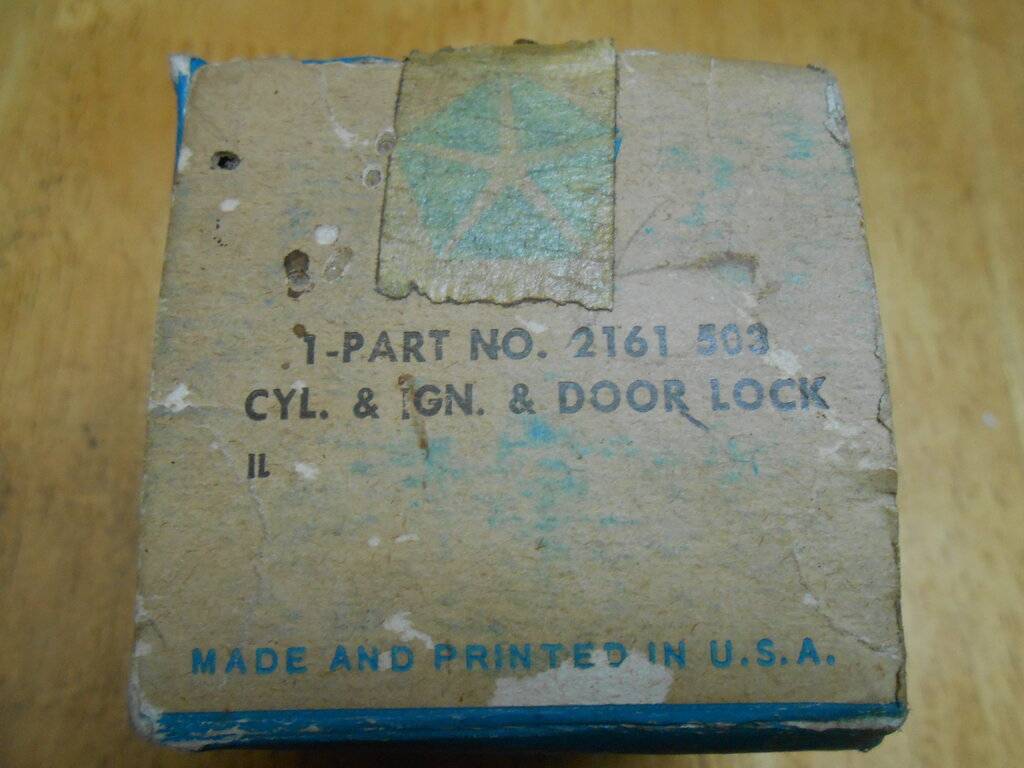 1-PART NO. 2161 503
CYL. & IGN. & DOOR LOCK
IL
MADE AND PRINTED IN U.S.A.